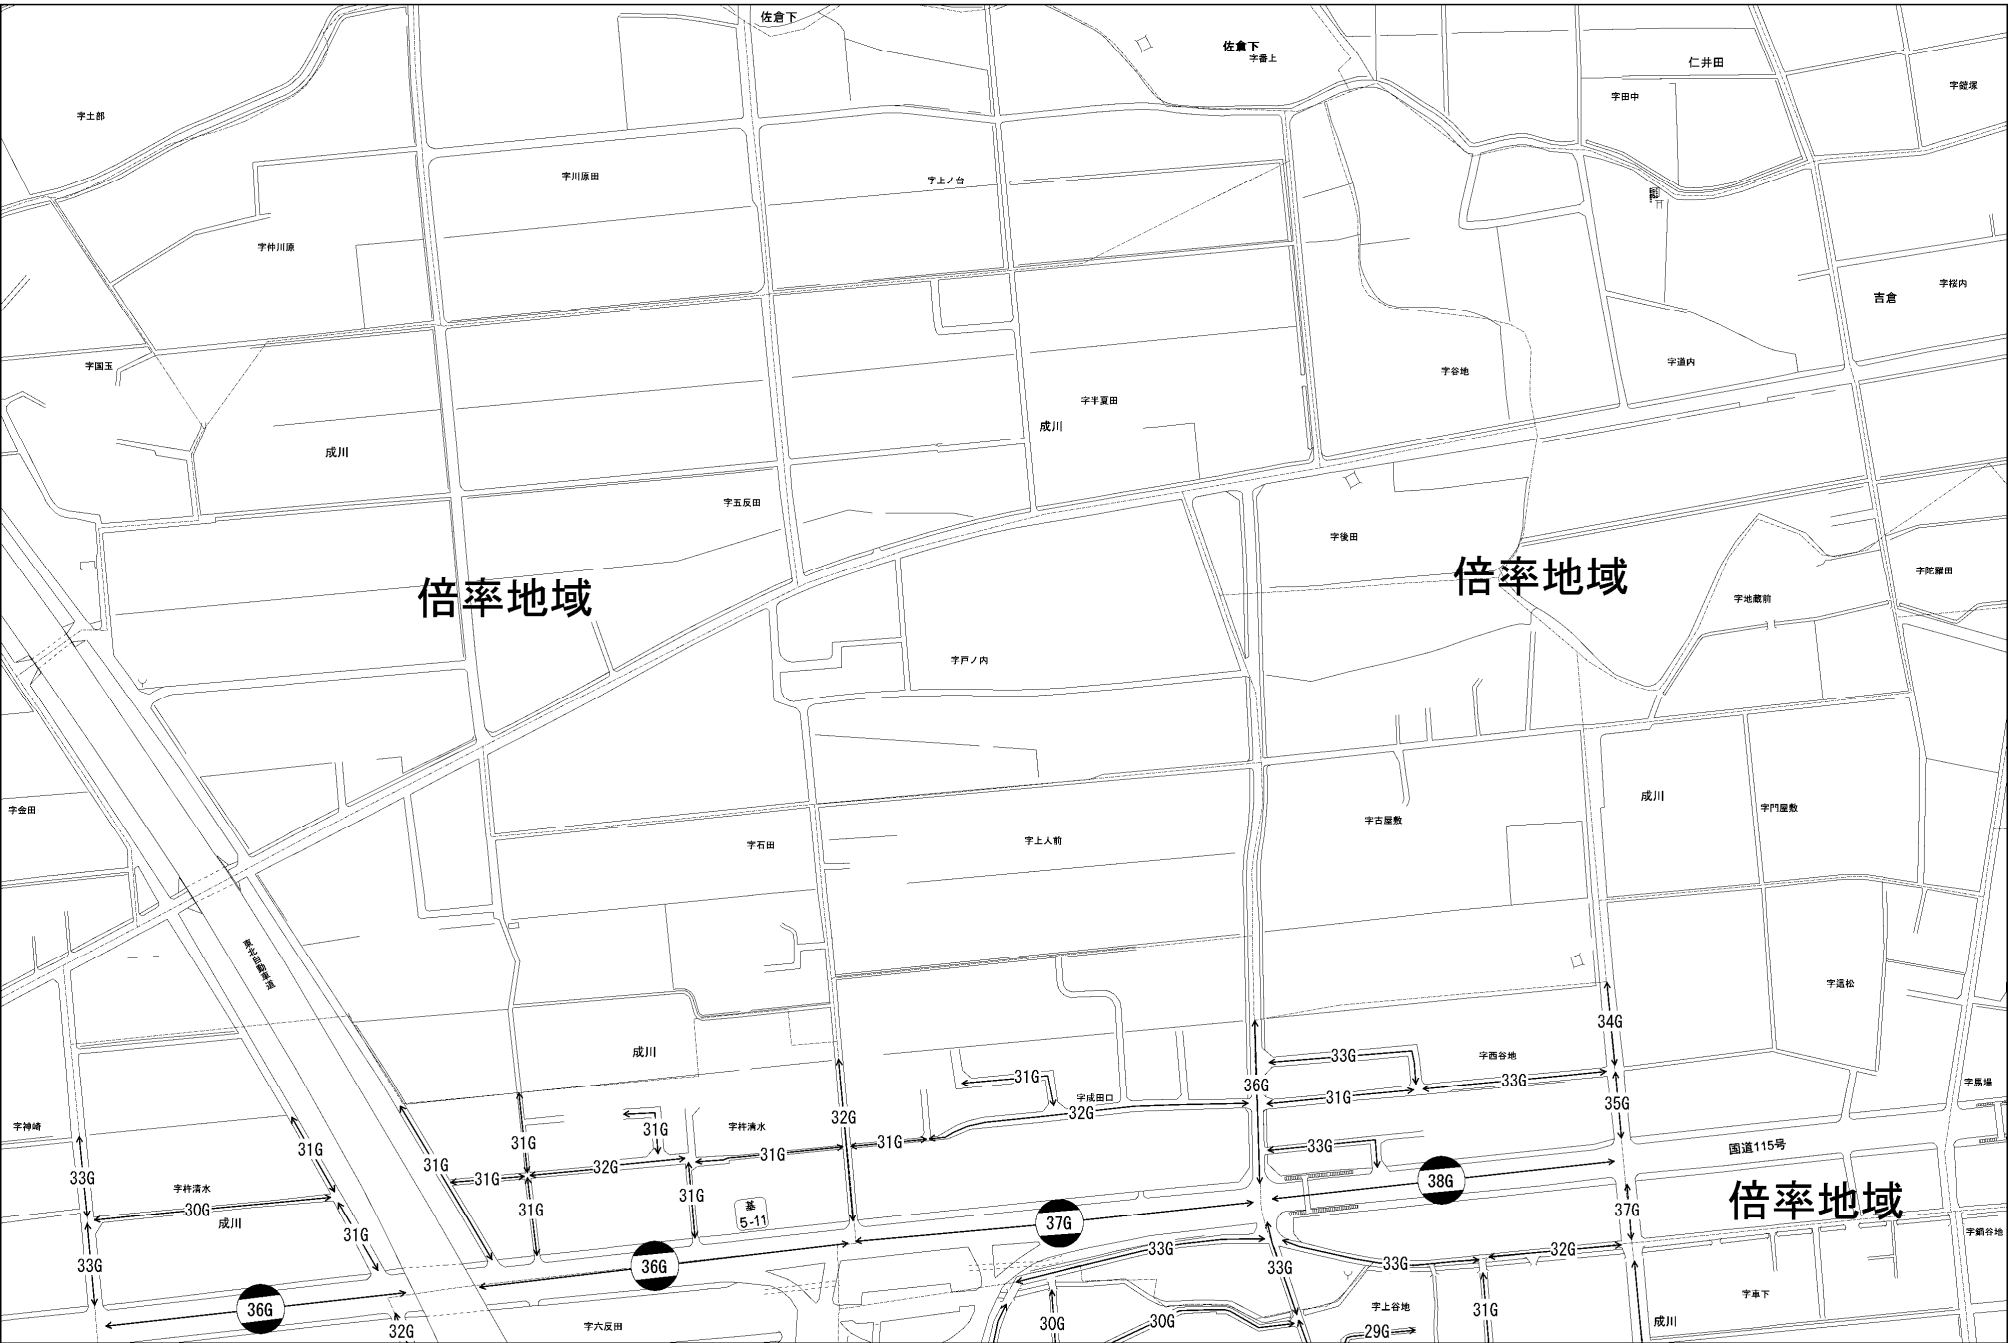 佐倉下
佐倉下
字番上
仁井田
字鎧塚
字田中
字土部
字川原田
字上ノ台
字仲川原
字桜内
吉倉
字国玉
字谷地
字道内
字半夏田
成川
成川
字五反田
字後田
倍率地域
倍率地域
字陀羅田
字地蔵前
字戸ノ内
成川
字金田
字門屋敷
字古屋敷
字石田
字上人前
東北自動車道
字遠松
34G
成川
33G
字西谷地
31G
33G
字馬場
36G
31G
字成田口
32G
35G
32G
字神崎
字杵清水
31G
31G
31G
31G
31G
31G
33G
国道115号
31G
32G
33G
31G
38G
字杵清水
30G
成川
31G
31G
基
5-11
37G
37G
倍率地域
31G
字鍋谷地
33G
32G
33G
36G
33G
33G
36G
字車下
字上谷地
31G
32G
字六反田
30G
30G
29G
成川